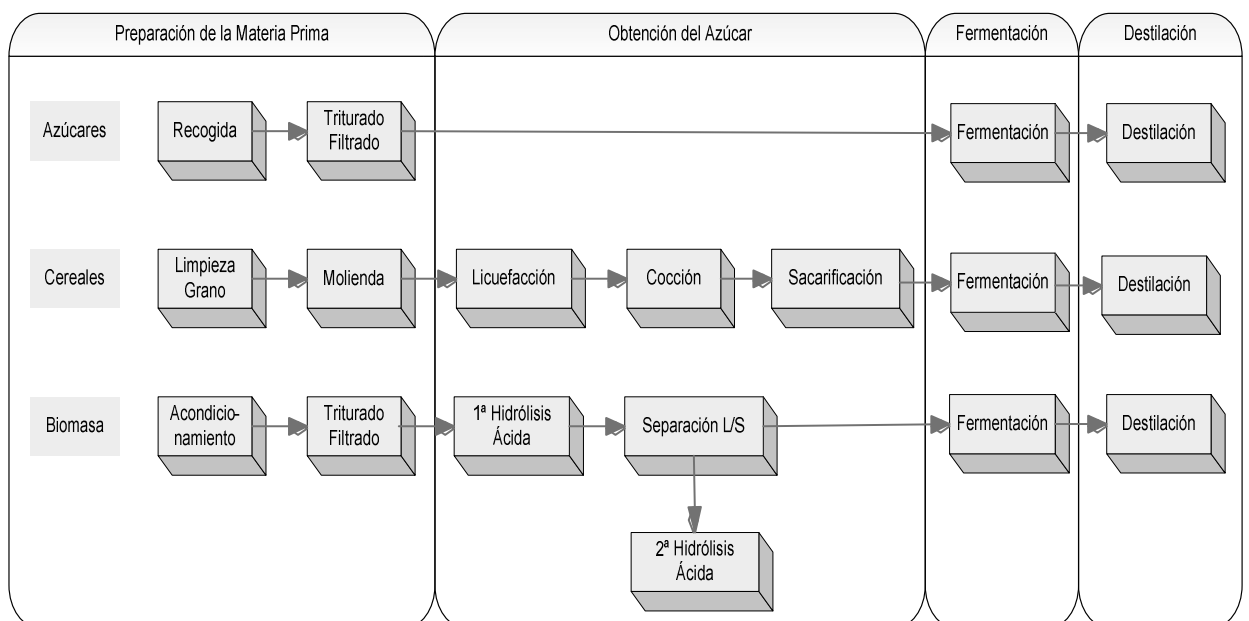 Preparación de la Materia Prima
Obtención del Azúcar
Fermentación
Destilación
Azúcares
Recogida
Triturado
Filtrado
Fermentación
Destilación
Cereales
Limpieza
Grano
Molienda
Licuefacción
Cocción
Sacarificación
Fermentación
Destilación
Biomasa
Acondicio-
namiento
Triturado
Filtrado
1ª Hidrólisis
Ácida
Separación L/S
Fermentación
Destilación
2ª Hidrólisis
Ácida